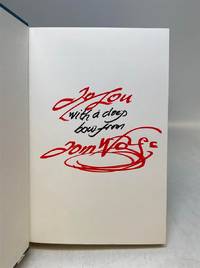 To Lou
with a deep
bow from
Tom Wolfe